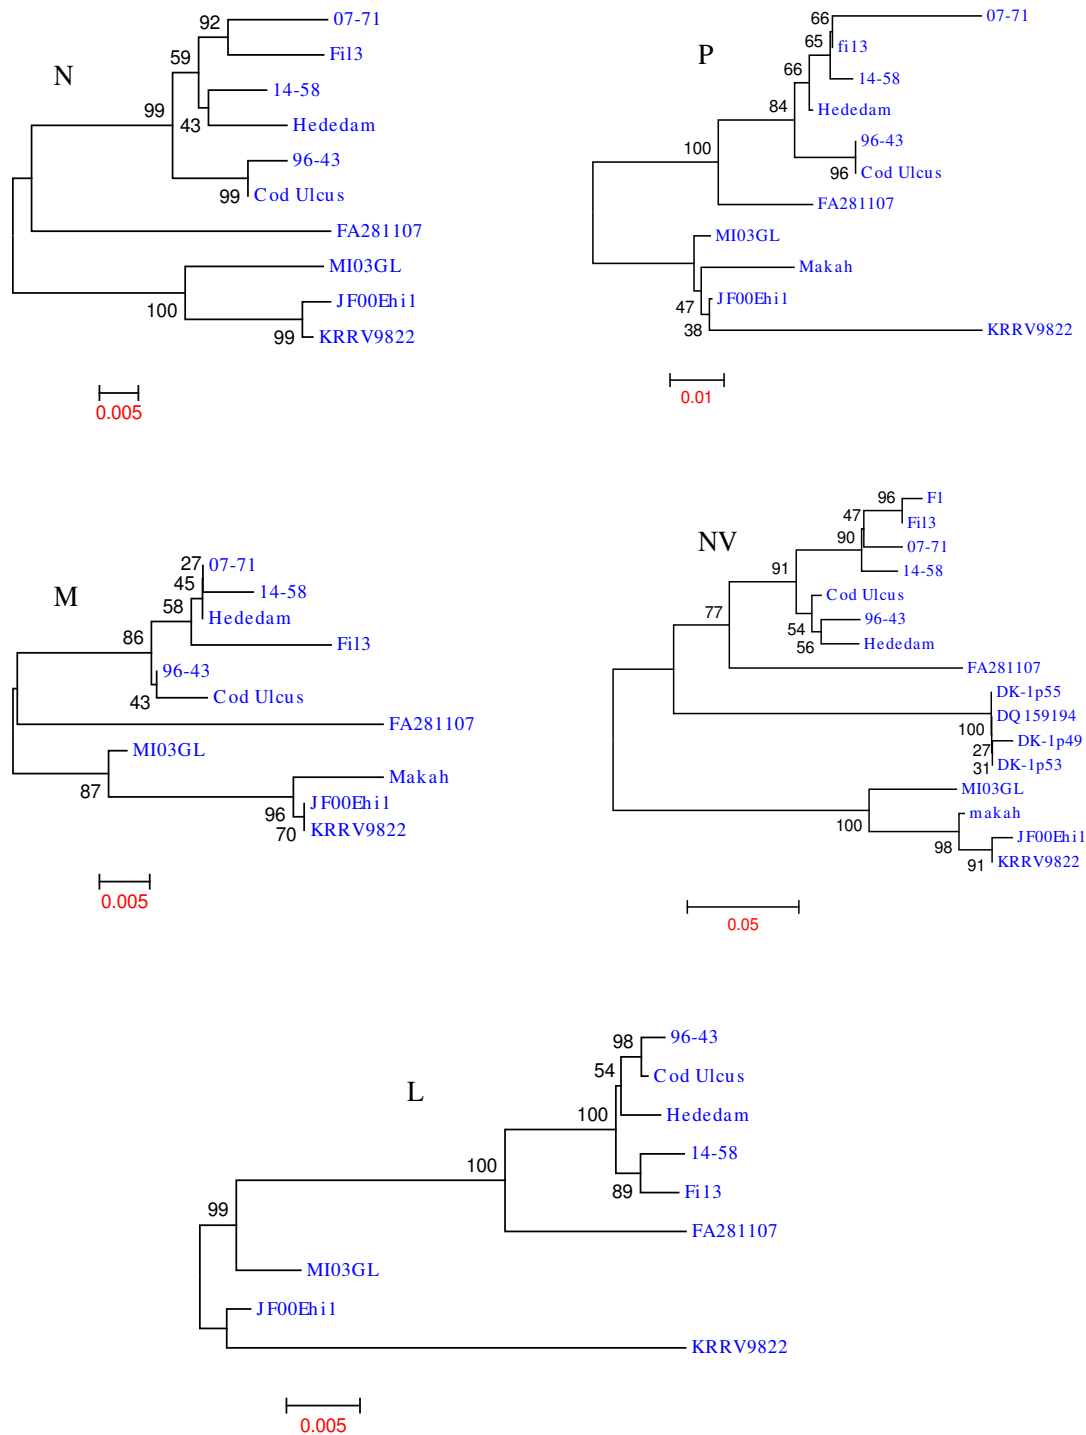 N
92
07-71
59
Fil3
99
14-58
43
Hededam
96-43
99
Cod Ulcus
FA281107
MI03GL
100
JF00Ehi1
99
KRRV9822
0.005
P
66
07-71
65
fil3
66
14-58
84
Hededam
96-43
100
96
Cod Ulcus
FA281107
MI03GL
Makah
47
JF00Ehi1
38
KRRV9822
0.01
M
27
07-71
45
14-58
58
Hededam
86
Fil3
96-43
43
Cod Ulcus
FA281107
MI03GL
87
Makah
96
JF00Ehi1
70
KRRV9822
0.005
NV
96
F1
47
Fil3
90
07-71
91
14-58
Cod Ulcus
77
96-43
54
56
Hededam
FA281107
DK-1p55
DQ159194
100
DK-1p49
27
31
DK-1p53
MI03GL
100
makah
98
JF00Ehi1
91
KRRV9822
0.05
L
98
96-43
54
Cod Ulcus
100
Hededam
14-58
100
89
Fi13
FA281107
99
MI03GL
JF00Ehi1
KRRV9822
0.005